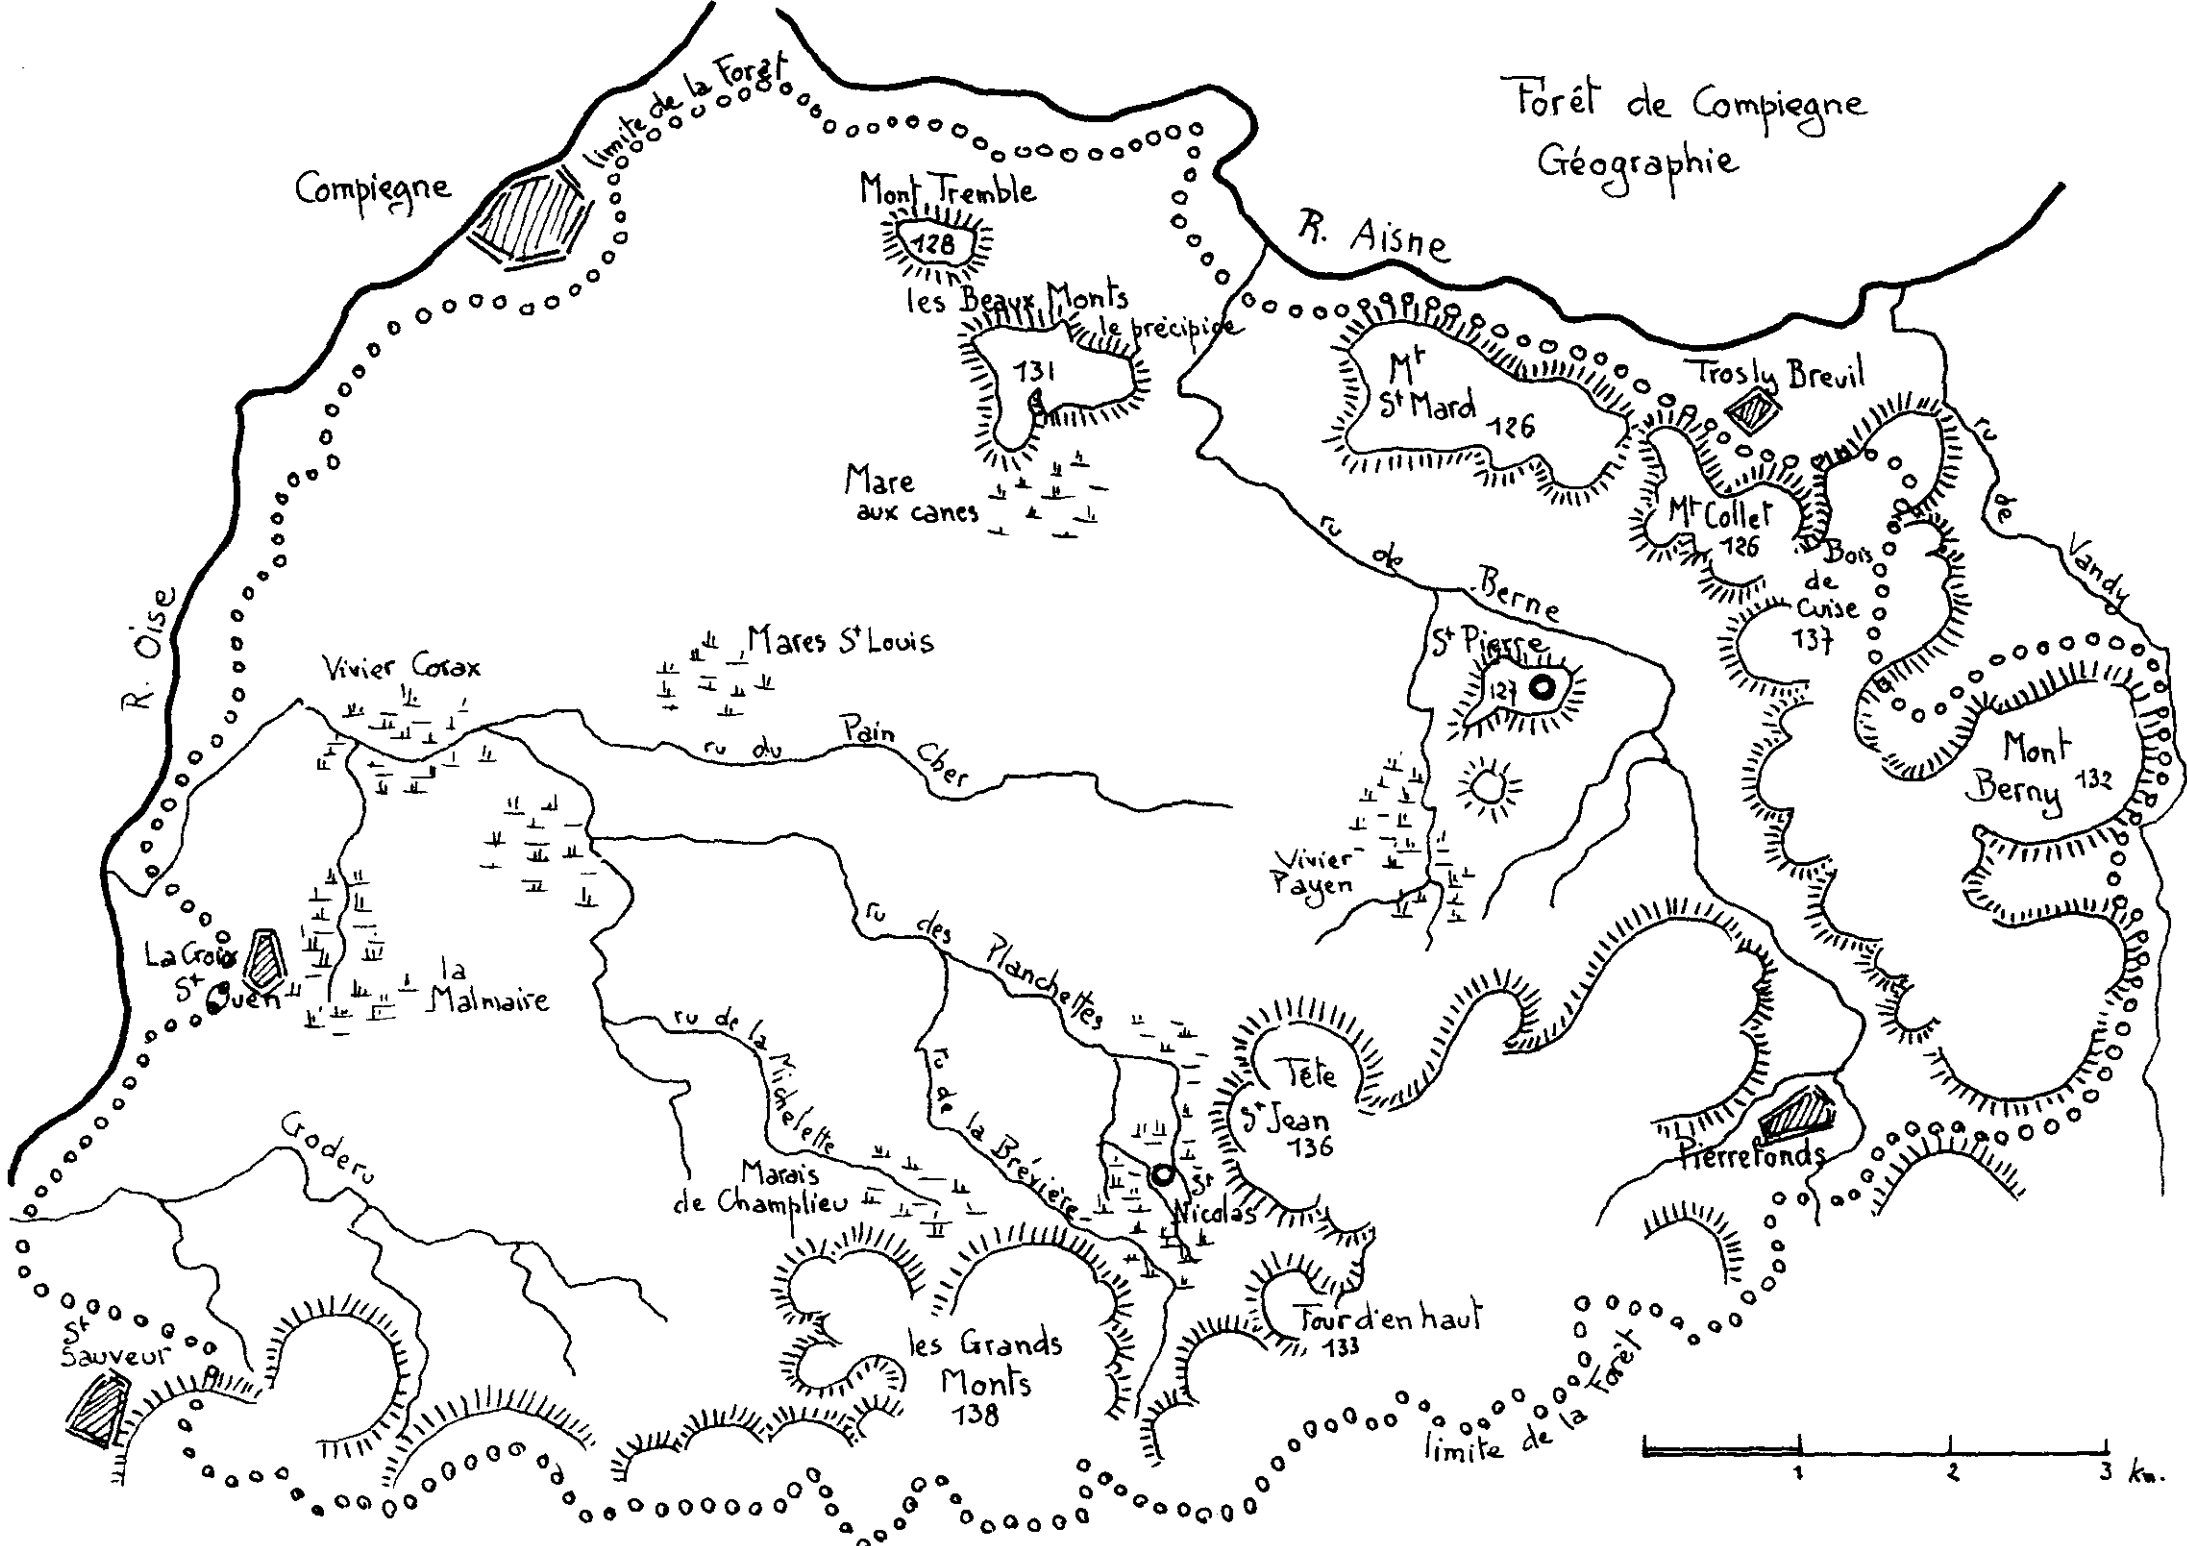 Forêt de Compiegne
Géographie
limite de la Foret
Compiegne
Mont Tremble
128
les Beaux Monts
le précipice
131
R. Aisne
Mt
St Mard
126
Trosly Breuil
Mare
aux canes
Mt Collet
126
Bois
de
Cuise
137
ru de Vandy
ru de Berne
R. Oise
Vivier Corax
Mares St Louis
St Pierre
127
ru du Pain Cher
Mont
Berny 132
Vivier
Payen
ru des Planchettes
La Croix
St
Ouen
la
Malmaire
ru de la Michelette
ru de la Brévière
Tête
St Jean
136
Goderu
Marais
de Champlieu
St
Nicolas
Pierrefonds
St
Sauveur
les Grands
Monts
138
Four d'en haut
133
limite de la Forêt
1 2 3 km.